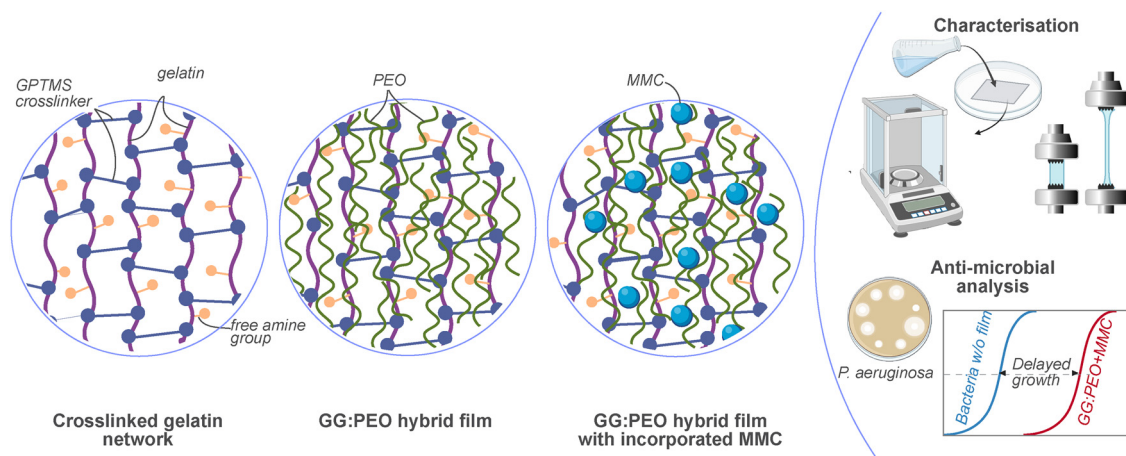 GPTMS
crosslinker
gelatin
free amine
group
Crosslinked gelatin
network
PEO
GG:PEO hybrid film
MMC
GG:PEO hybrid film
with incorporated MMC
Characterisation
Anti-microbial
analysis
P. aeruginosa
Bacteria w/o film
Delayed
growth
GG:PEO+MMC